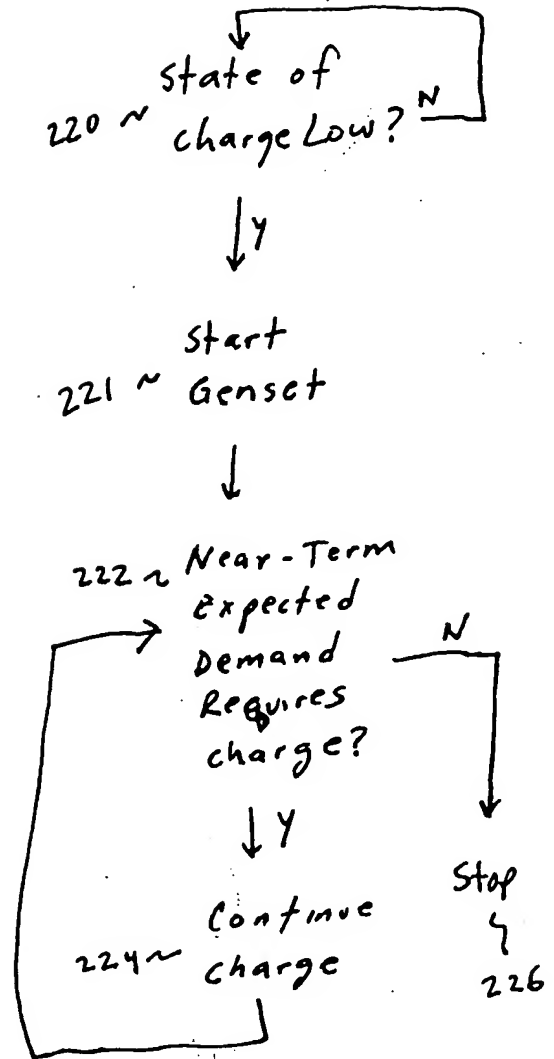 State of
220 ~ charge Low? N
Y
Start
221 ~ Genset
222 ~ Near-Term
Expected
Demand N
Requires
charge?
Y
Stop
Continue
224 ~ charge
226